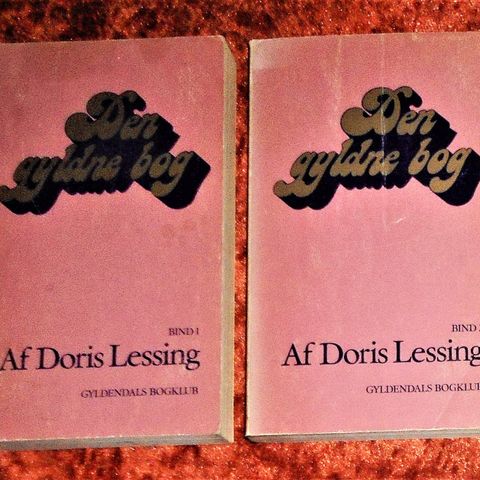 Den
gyldne bog
BIND 1
Af Doris Lessing
GYLDENDALS BOGKLUB
Den
gyldne bog
BIND
Af Doris Lessing
GYLDENDALS BOGKLUB